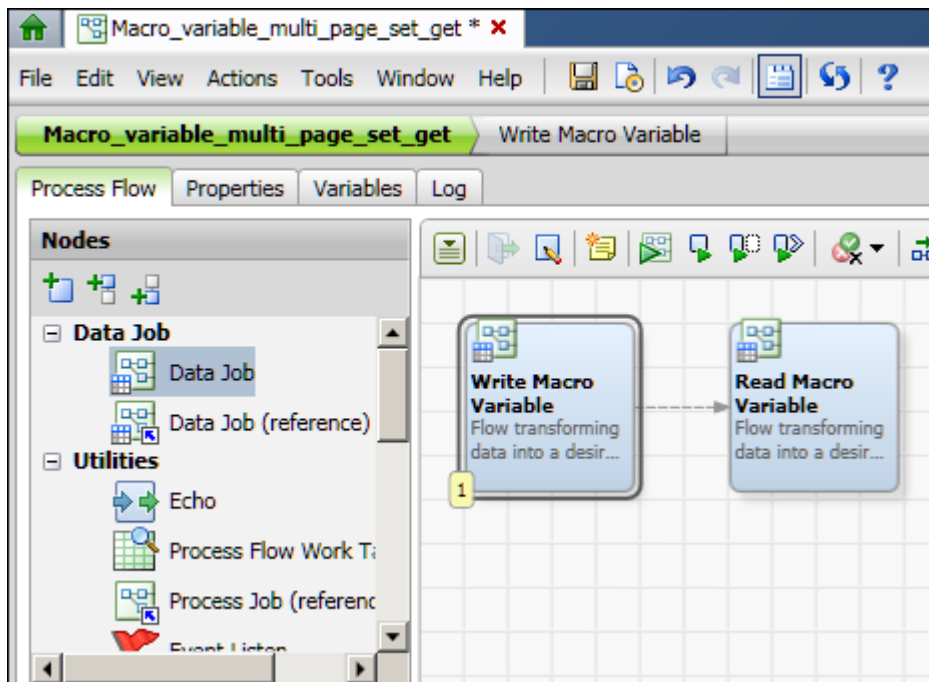 Macro_variable_multi_page_set_get *
File Edit View Actions Tools Window Help
Macro_variable_multi_page_set_get Write Macro Variable
Process Flow Properties Variables Log
Nodes
Data Job
Data Job
Data Job (reference)
Utilities
Echo
Process Flow Work Ta
Process Job (referenc
Event Listen
Write Macro
Variable
Flow transforming
data into a desir...
1
Read Macro
Variable
Flow transforming
data into a desir...